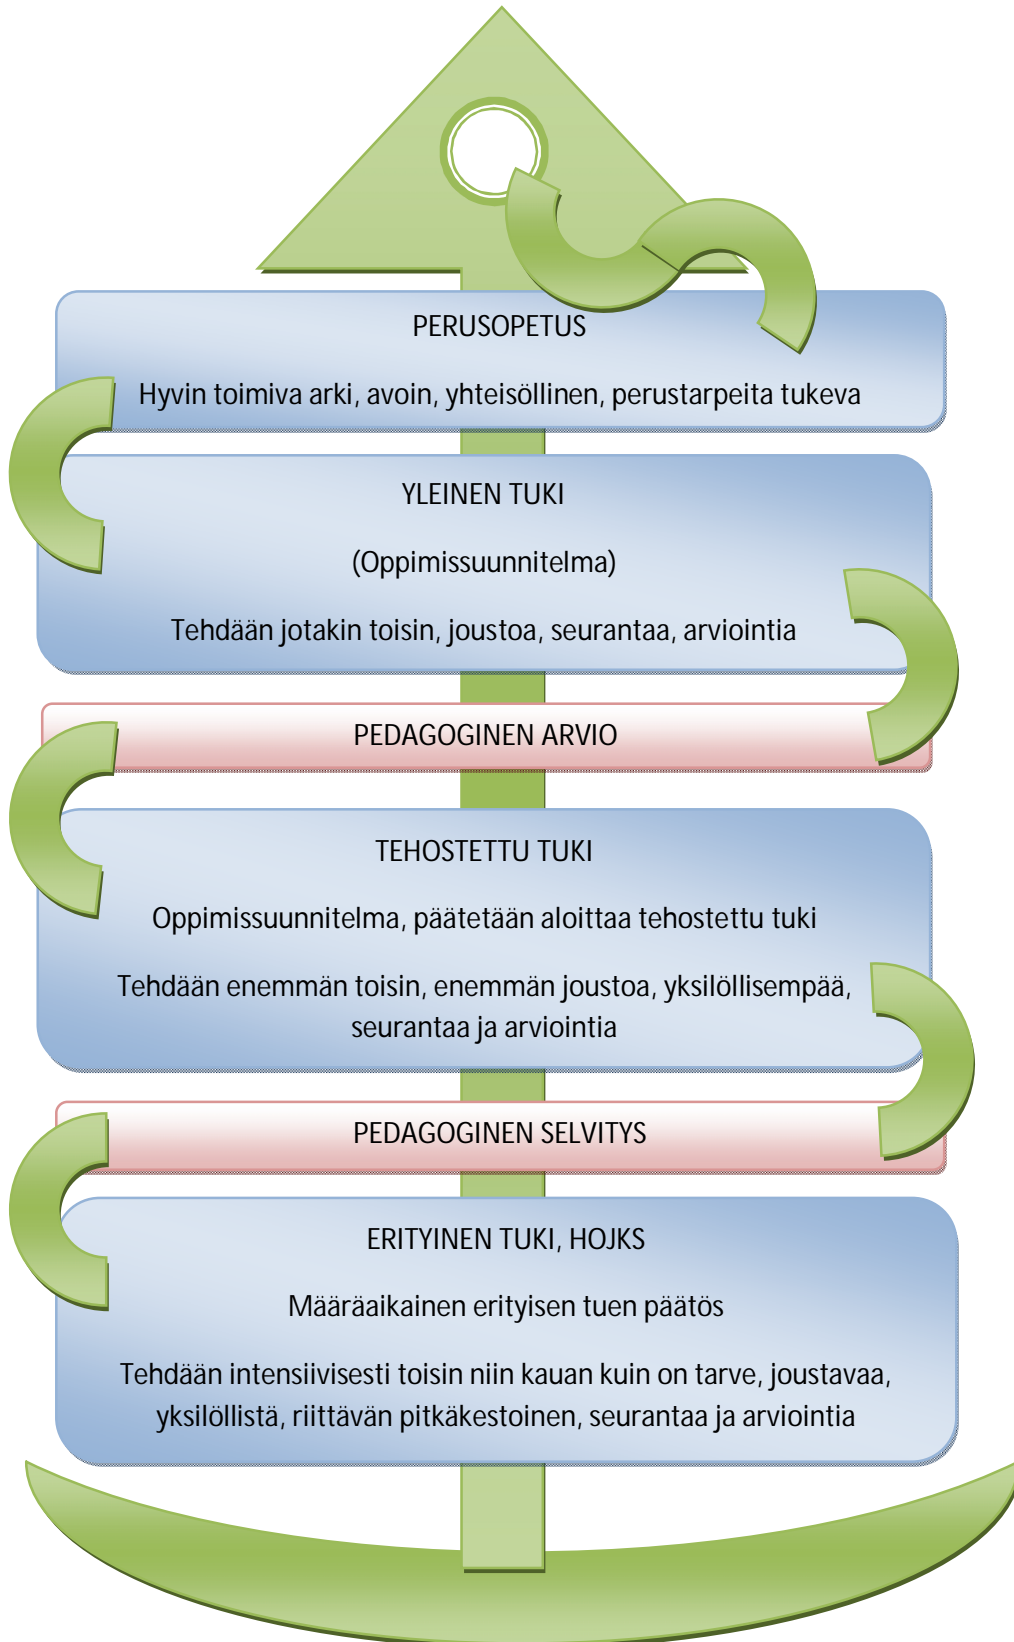 PERUSOPETUS
Hyvin toimiva arki, avoin, yhteisöllinen, perustarpeita tukeva
YLEINEN TUKI
(Oppimissuunnitelma)
Tehdään jotakin toisin, joustoa, seurantaa, arviointia
PEDAGOGINEN ARVIO
TEHOSTETTU TUKI
Oppimissuunnitelma, päätetään aloittaa tehostettu tuki
Tehdään enemmän toisin, enemmän joustoa, yksilöllisempää,
seurantaa ja arviointia
PEDAGOGINEN SELVITYS
ERITYINEN TUKI, HOJKS
Määräaikainen erityisen tuen päätös
Tehdään intensiivisesti toisin niin kauan kuin on tarve, joustavaa,
yksilöllistä, riittävän pitkäkestoinen, seurantaa ja arviointia